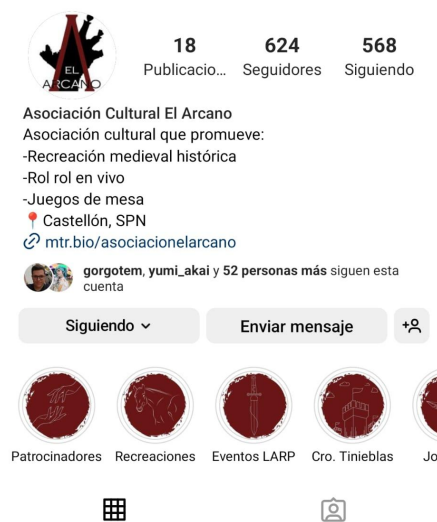 EL
ARCANO
18 624 568
Publicacio... Seguidores Siguiendo
Asociación Cultural El Arcano
Asociación cultural que promueve:
-Recreación medieval histórica
-Rol rol en vivo
-Juegos de mesa
📍Castellón, SPN
mtr.bio/asociacionelarcano
gorgotem, yumi_akai y 52 personas más siguen esta
cuenta
Siguiendo Enviar mensaje
Patrocinadores Recreaciones Eventos LARP Cro. Tinieblas Jo